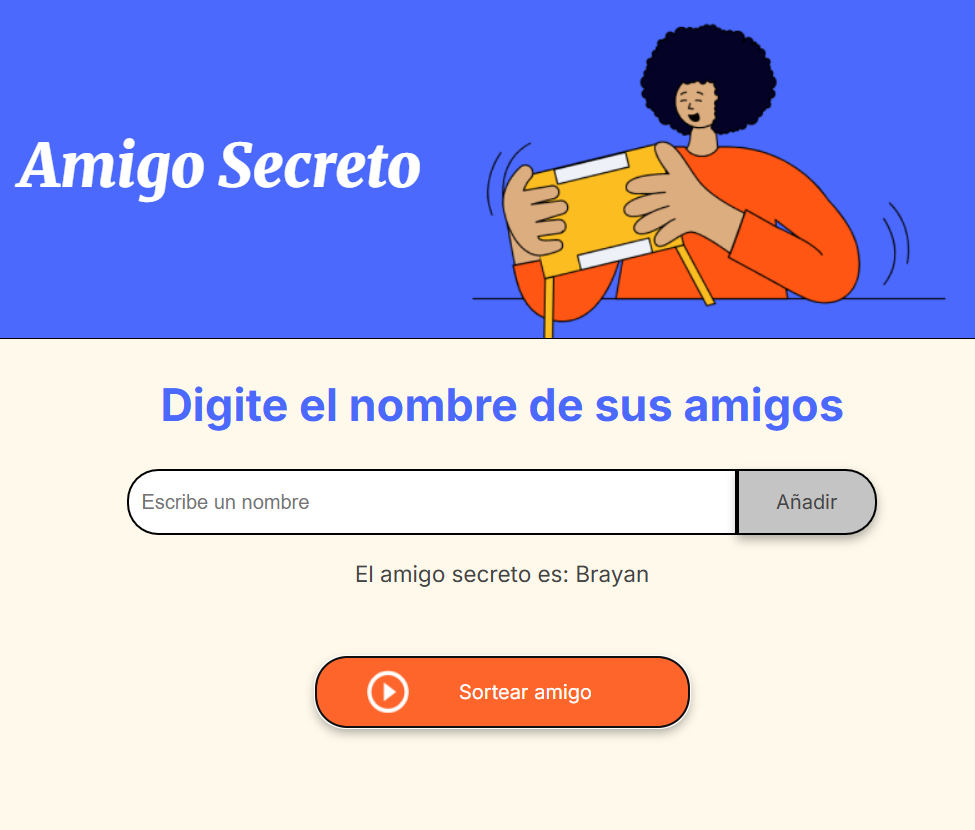 Amigo Secreto
Digite el nombre de sus amigos
Escribe un nombre
Añadir
El amigo secreto es: Brayan
Sortear amigo